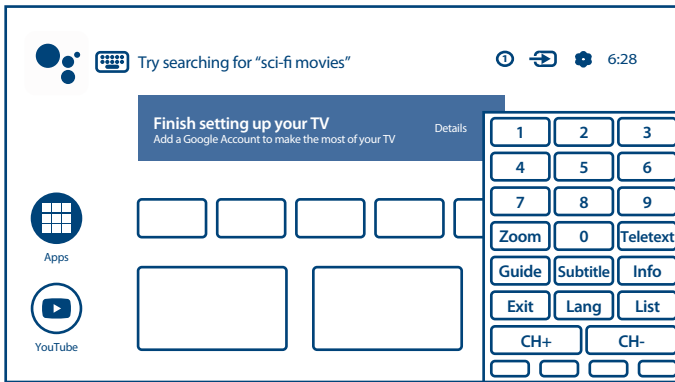 Try searching for “sci-fi movies”
1
6:28
Finish setting up your TV
Add a Google Account to make the most of your TV
Details
Apps
YouTube
1 2 3
4 5 6
7 8 9
Zoom 0 Teletext
Guide Subtitle Info
Exit Lang List
CH+ CH-